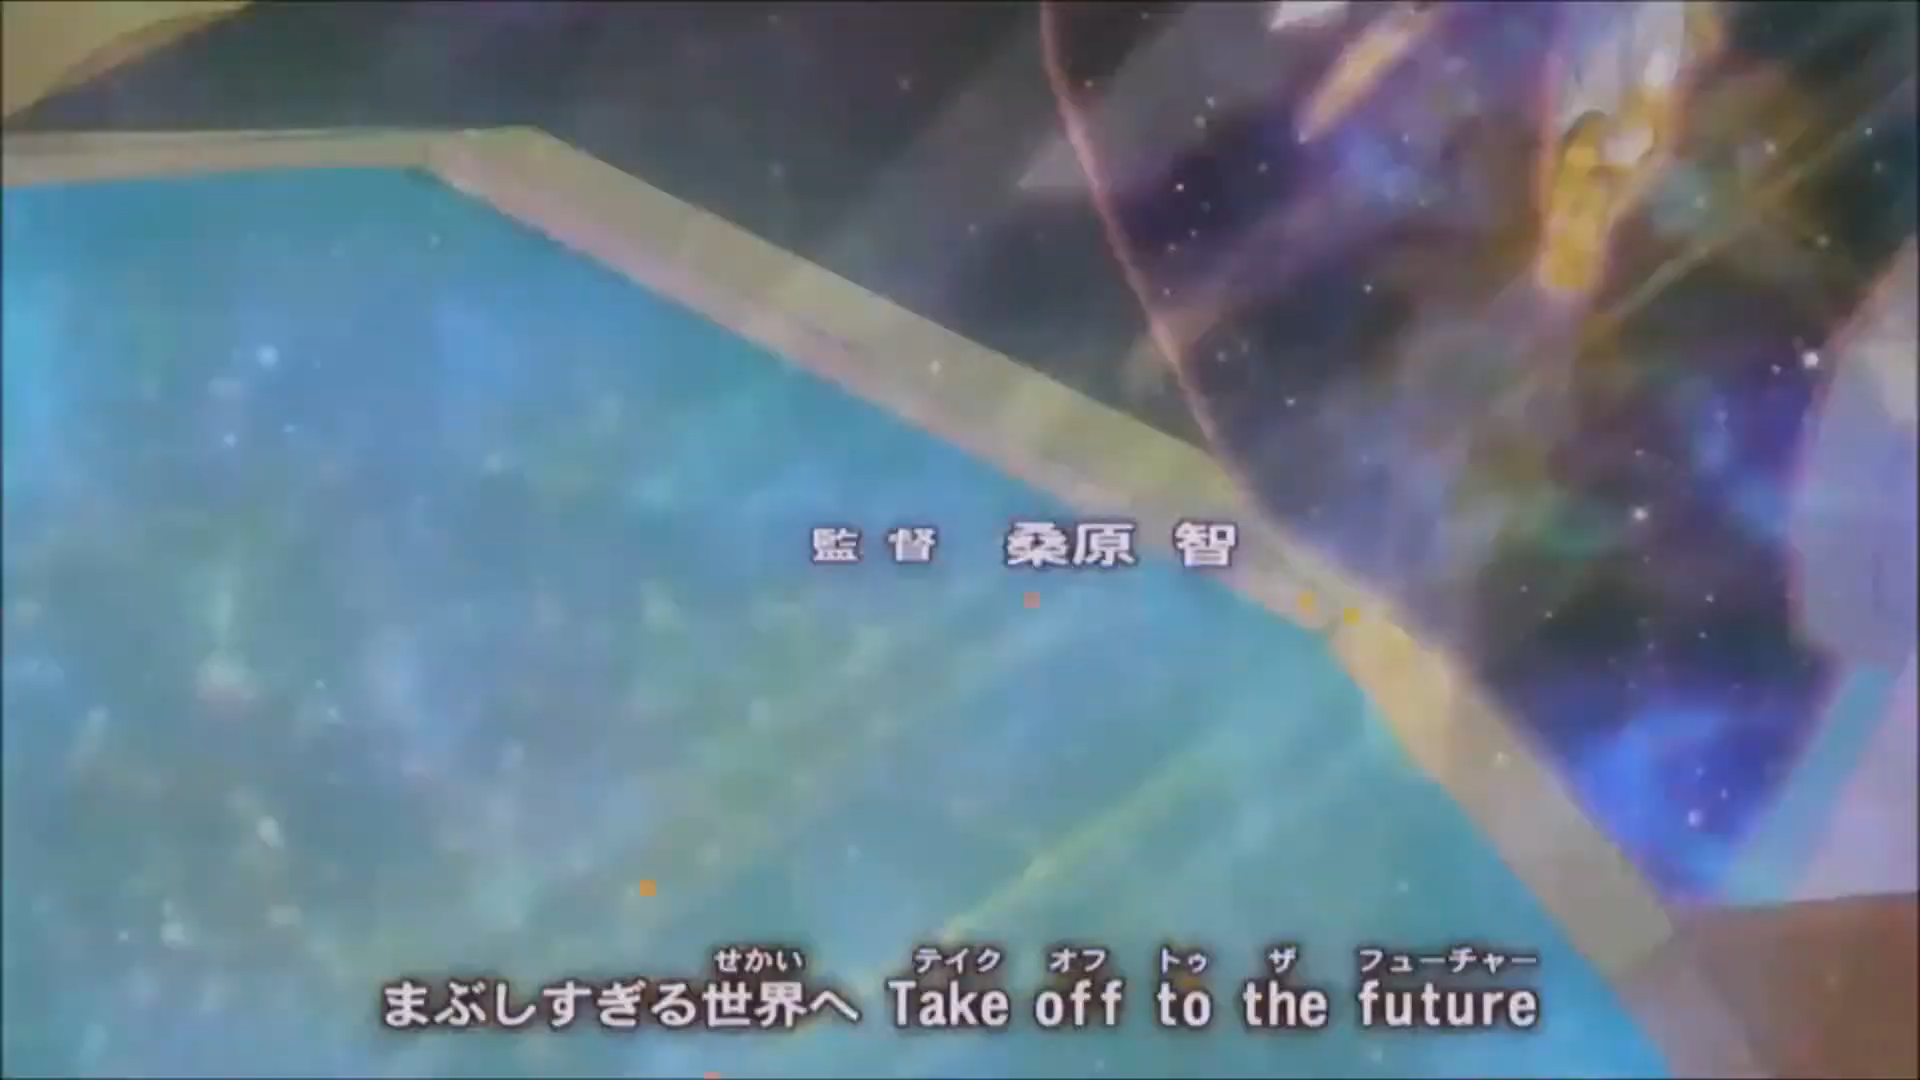 監督 桑原 智
せかい テイク オフ トゥ ザ フューチャー
まぶしすぎる世界へ Take off to the future